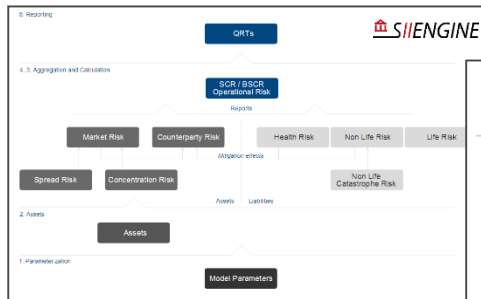 5. Reporting
SIIENGINE
QRTs
4, 3: Aggregation and Calculation
SCR / BSCR
Operational Risk
Reports
Market Risk
Counterparty Risk
Health Risk
Non Life Risk
Life Risk
Mitigation effects
Spread Risk
Concentration Risk
Non Life
Catastrophe Risk
Assets
Liabilities
2. Assets
Assets
1. Parameterization
Model Parameters